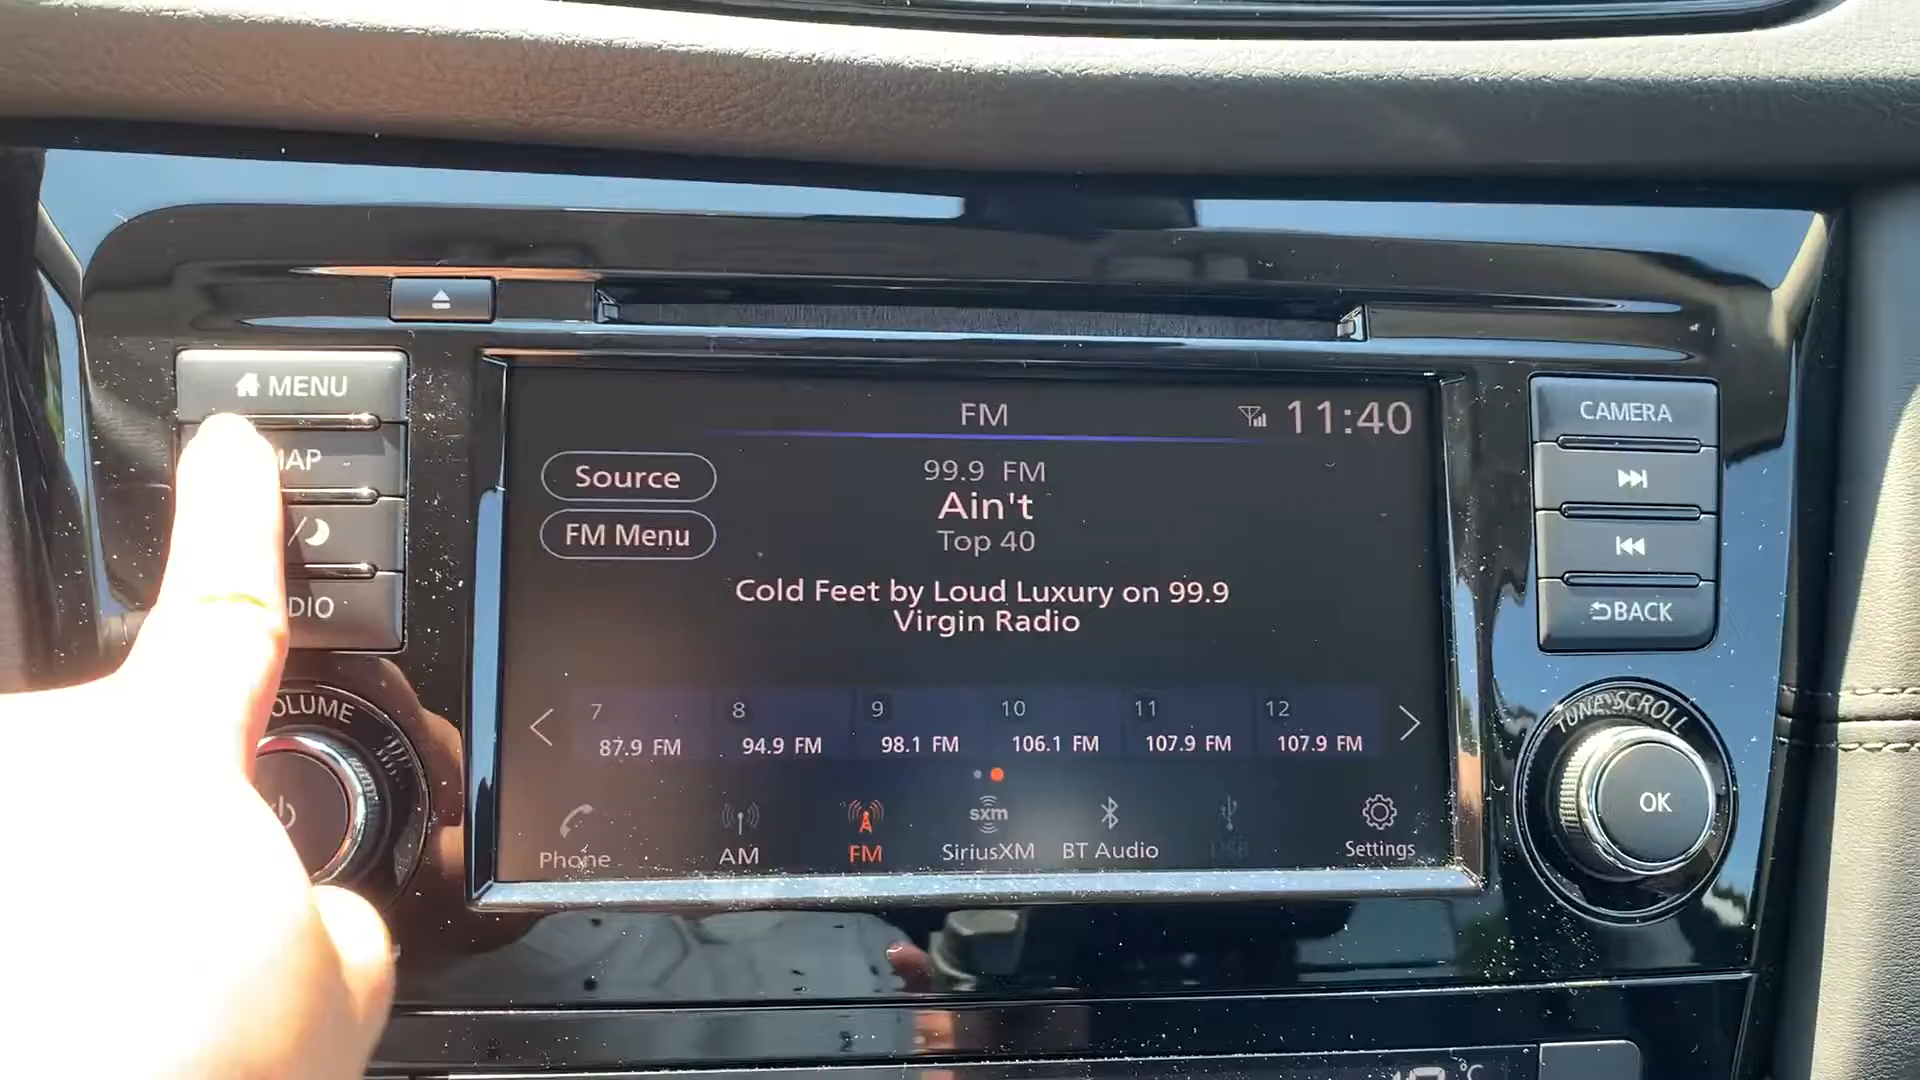 MENU
FM
11:40
CAMERA
Source
99.9 FM
Ain't
FM Menu
Top 40
Cold Feet by Loud Luxury on 99.9
Virgin Radio
BACK
7 8 9 10 11 12
87.9 FM 94.9 FM 98.1 FM 106.1 FM 107.9 FM 107.9 FM
TUNE·SCROLL
OK
sxm
Phone AM FM SiriusXM BT Audio USB Settings
°C